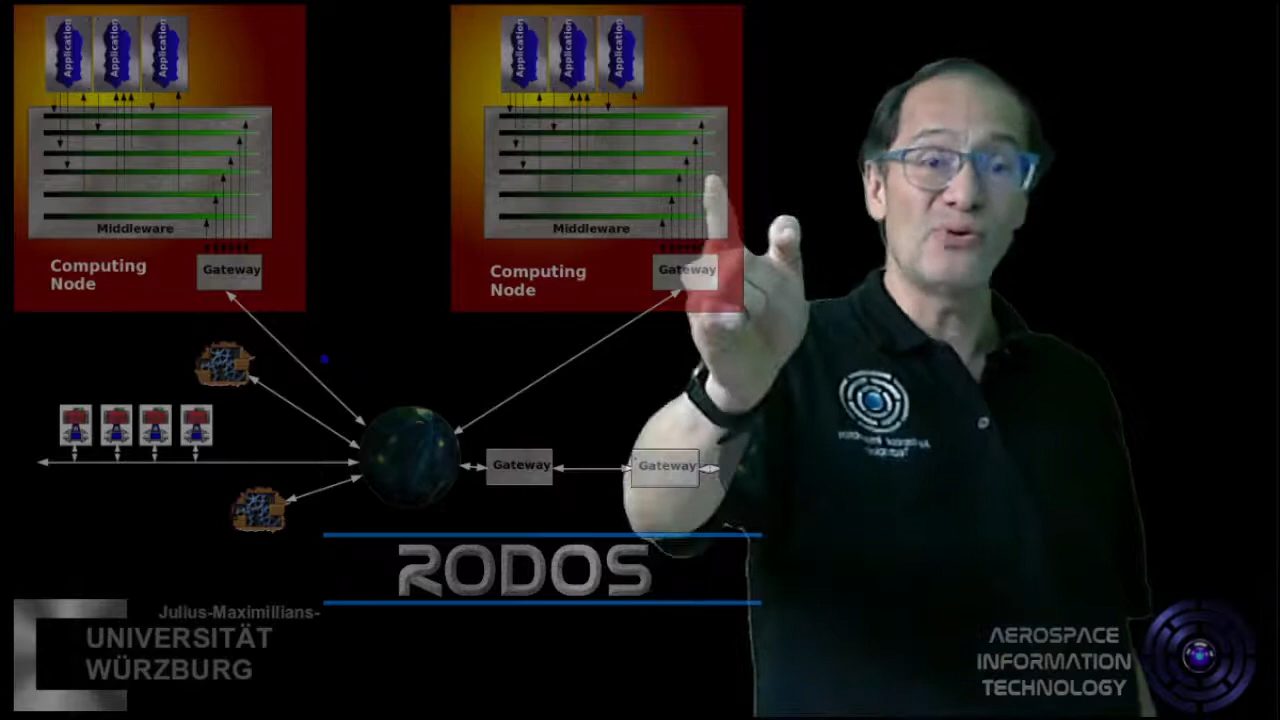 Application
Application
Application
Middleware
Computing
Node
Gateway
Application
Application
Application
Middleware
Computing
Node
Gateway
Gateway
Gateway
RODOS
Julius-Maximillians-
UNIVERSITÄT
WÜRZBURG
AEROSPACE
INFORMATION
TECHNOLOGY